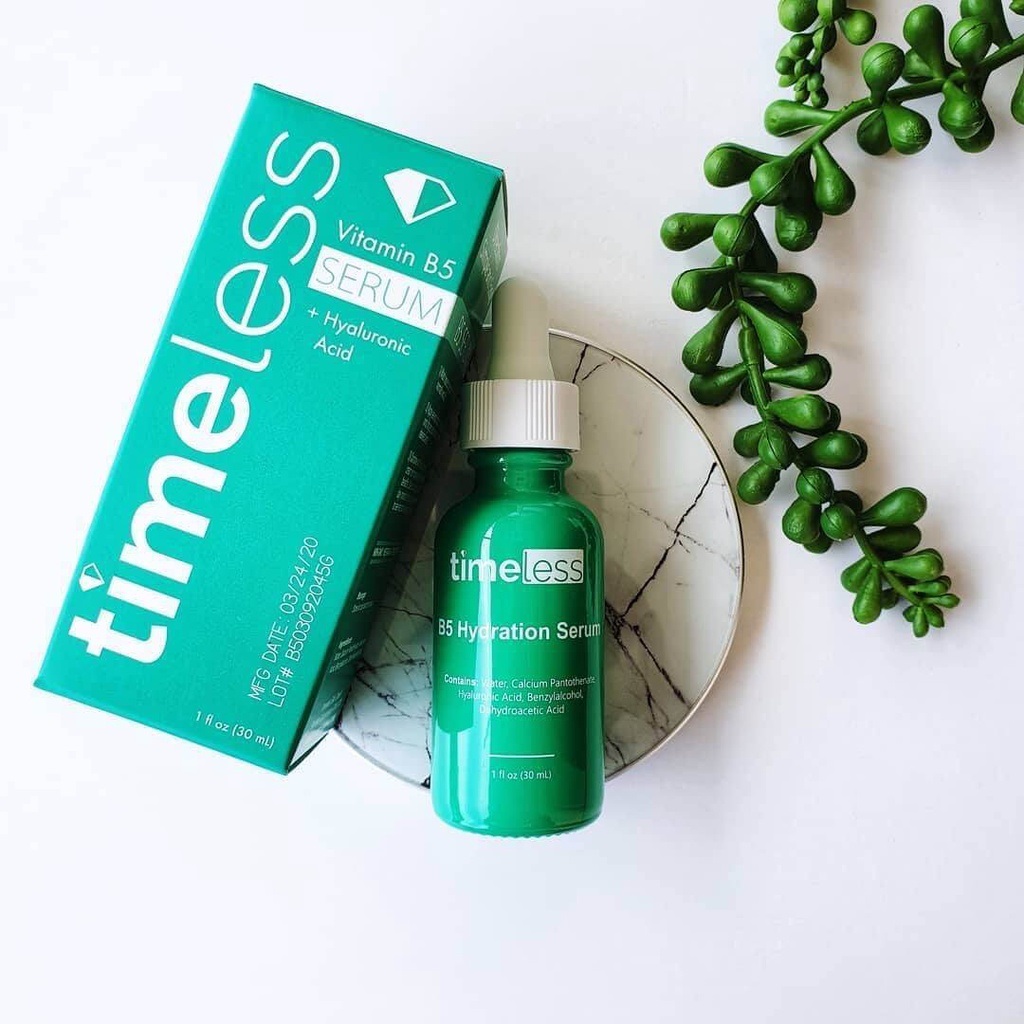 timeless
Vitamin B5
SERUM
+ Hyaluronic
Acid
MFG DATE: 03/24/20
LOT# B503092045G
1 fl oz (30 mL)
timeless
B5 Hydration Serum
Contains: Water, Calcium Pantothenate,
Hyaluronic Acid, Benzylalcohol,
Dehydroacetic Acid
1 fl oz (30 mL)